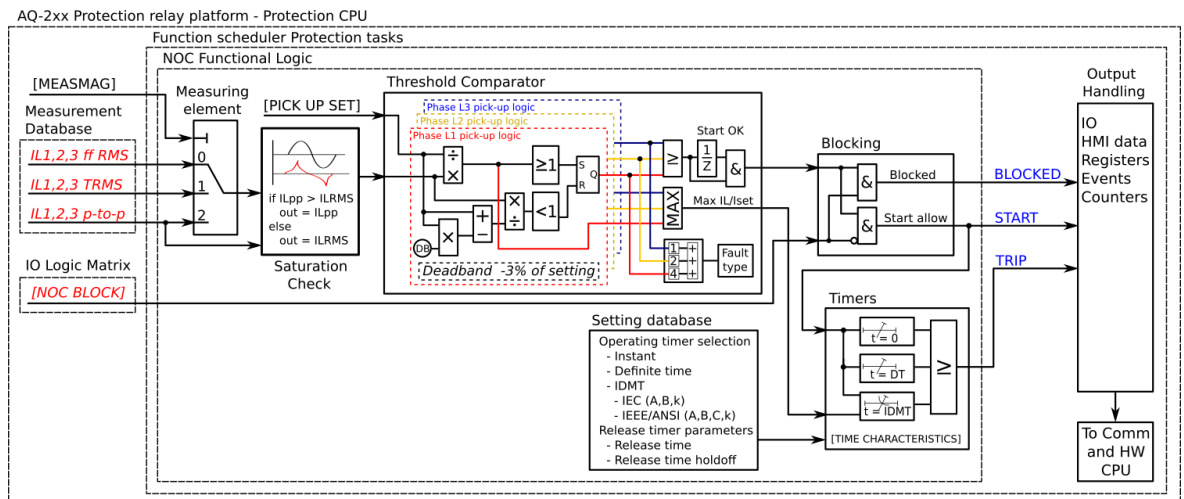 AQ-2xx Protection relay platform - Protection CPU
Function scheduler Protection tasks
NOC Functional Logic
[MEASMAG]
Measurement
Database
IL1,2,3 ff RMS
IL1,2,3 TRMS
IL1,2,3 p-to-p
IO Logic Matrix
[NOC BLOCK]
Measuring
element
0
1
2
[PICK UP SET]
if ILpp > ILRMS
out = ILpp
else
out = ILRMS
Saturation
Check
Threshold Comparator
Phase L3 pick-up logic
Phase L2 pick-up logic
Phase L1 pick-up logic
÷
×
≥1
S
Q
R
×
÷
<1
+
−
×
DB
Deadband -3% of setting
≥
Start OK
1
Z
&
MAX
Max IL/Iset
1 +
2 +
4 +
Fault
type
Blocking
&
Blocked
&
Start allow
BLOCKED
START
TRIP
Setting database
Operating timer selection
- Instant
- Definite time
- IDMT
- IEC (A,B,k)
- IEEE/ANSI (A,B,C,k)
Release timer parameters
- Release time
- Release time holdoff
Timers
t = 0
t = DT
t = IDMT
≥
[TIME CHARACTERISTICS]
Output
Handling
IO
HMI data
Registers
Events
Counters
To Comm
and HW
CPU